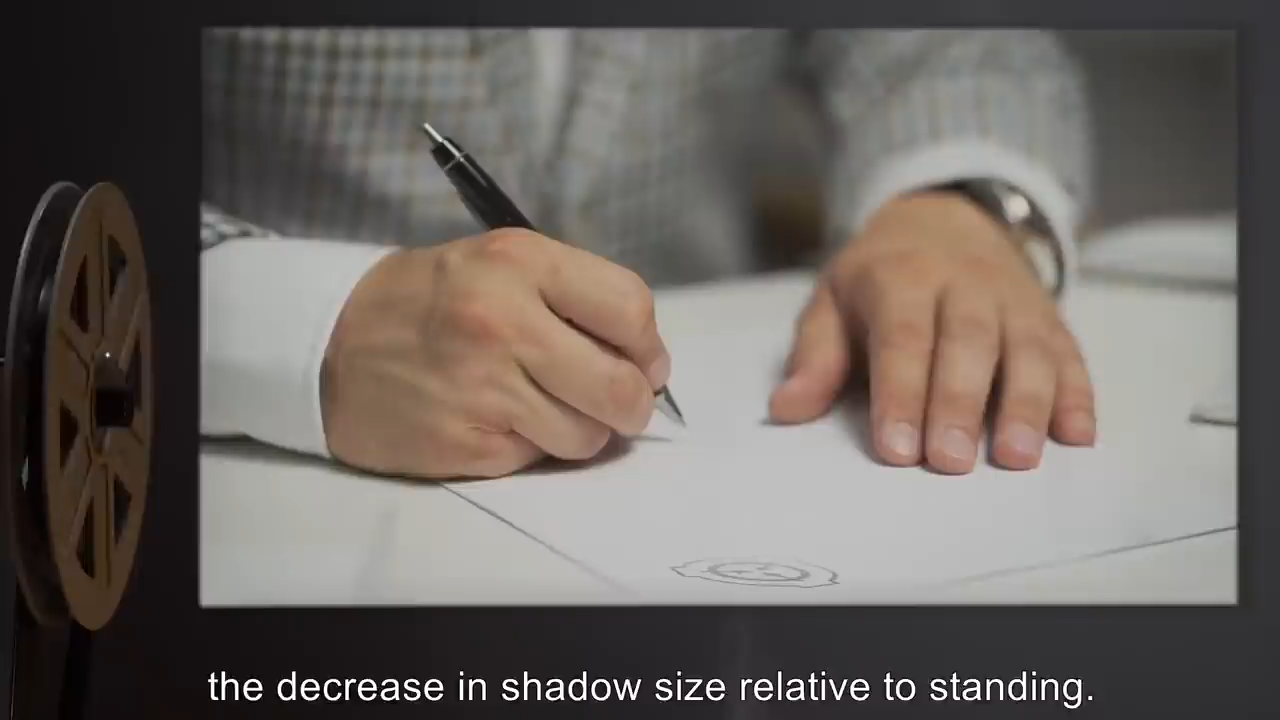 the decrease in shadow size relative to standing.